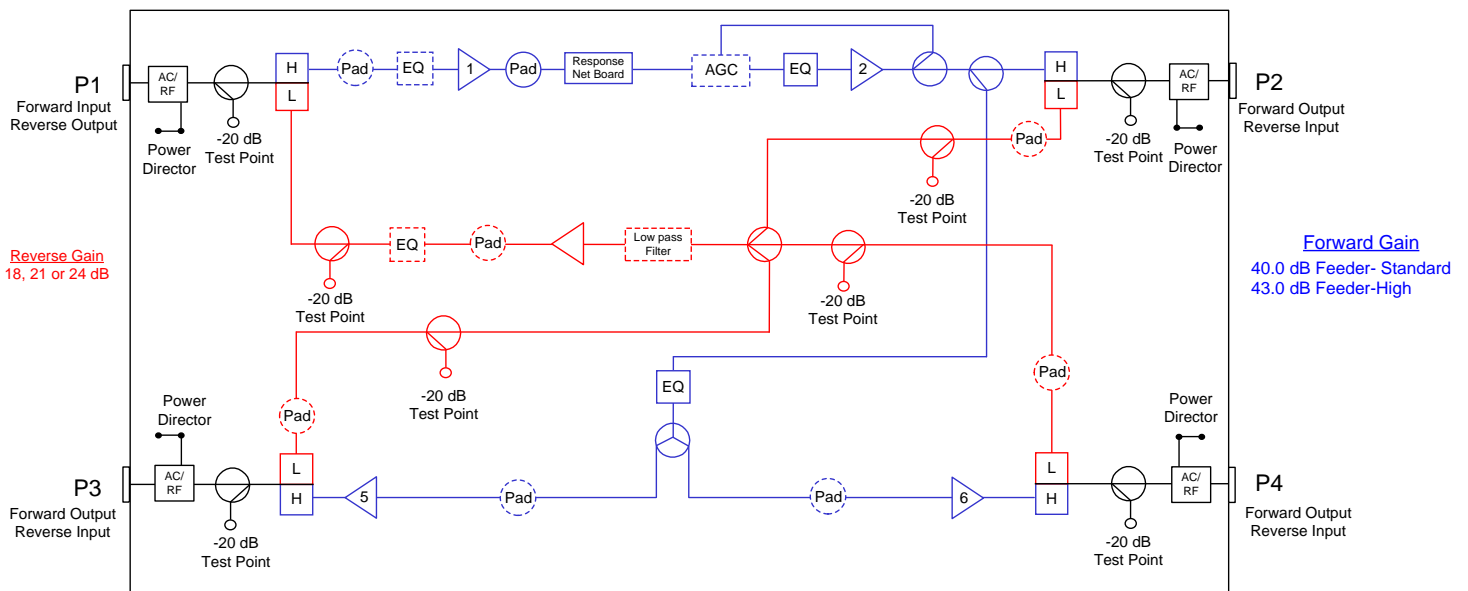 P1
Forward Input
Reverse Output
AC/
RF
Power
Director
-20 dB
Test Point
H
L
Pad
EQ
1
Pad
Response
Net Board
AGC
EQ
2
H
L
-20 dB
Test Point
AC/
RF
Power
Director
P2
Forward Output
Reverse Input
Pad
-20 dB
Test Point
Reverse Gain
18, 21 or 24 dB
-20 dB
Test Point
EQ
Pad
Low pass
Filter
-20 dB
Test Point
Forward Gain
40.0 dB Feeder- Standard
43.0 dB Feeder-High
-20 dB
Test Point
Pad
EQ
Pad
Power
Director
Power
Director
P3
Forward Output
Reverse Input
AC/
RF
-20 dB
Test Point
L
H
5
Pad
Pad
6
L
H
-20 dB
Test Point
AC/
RF
P4
Forward Output
Reverse Input